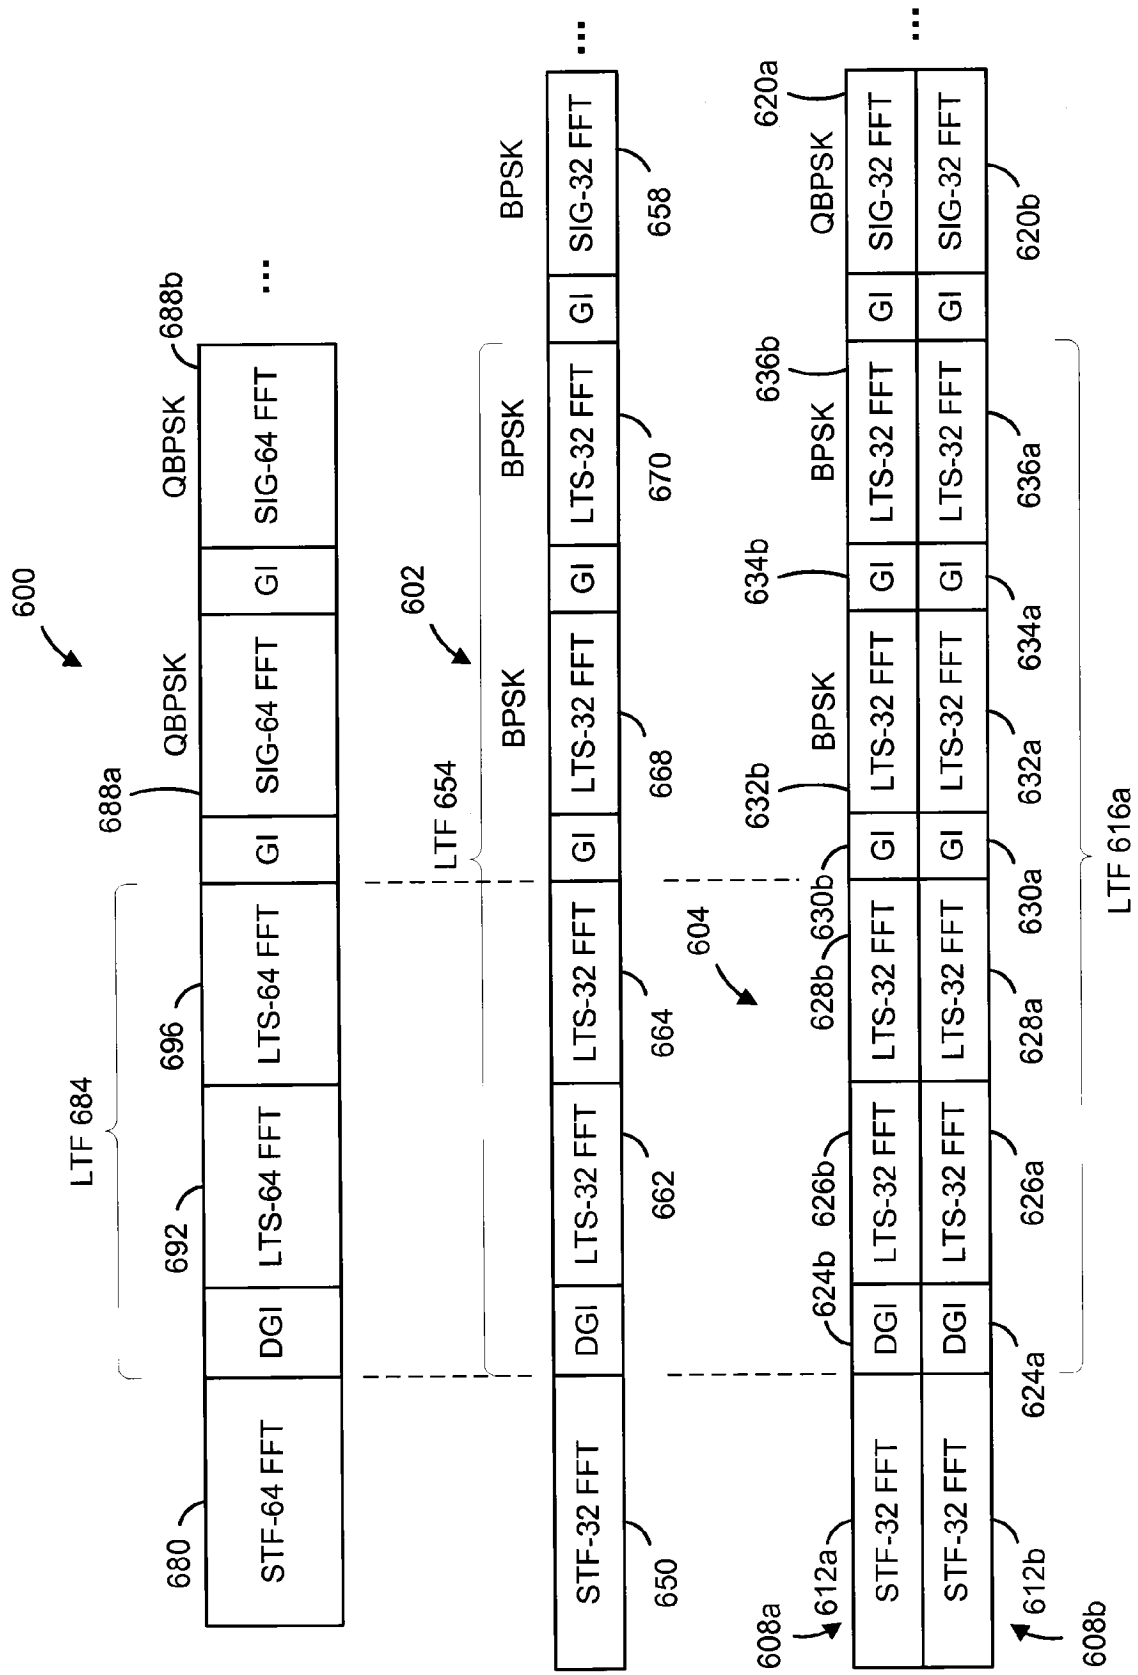 600
LTF 684
680
692
696
688a
QBPSK
QBPSK
688b
STF-64 FFT
DGI
LTS-64 FFT
LTS-64 FFT
GI
SIG-64 FFT
GI
SIG-64 FFT
...
602
LTF 654
BPSK
BPSK
BPSK
STF-32 FFT
DGI
LTS-32 FFT
LTS-32 FFT
GI
LTS-32 FFT
GI
LTS-32 FFT
GI
SIG-32 FFT
...
650
662
664
668
670
658
604
608a
612a
624b
626b
628b
630b
632b
BPSK
634b
BPSK
636b
QBPSK
620a
STF-32 FFT
DGI
LTS-32 FFT
LTS-32 FFT
GI
LTS-32 FFT
GI
LTS-32 FFT
GI
SIG-32 FFT
...
STF-32 FFT
DGI
LTS-32 FFT
LTS-32 FFT
GI
LTS-32 FFT
GI
LTS-32 FFT
GI
SIG-32 FFT
608b
612b
624a
626a
628a
630a
632a
634a
636a
620b
LTF 616a